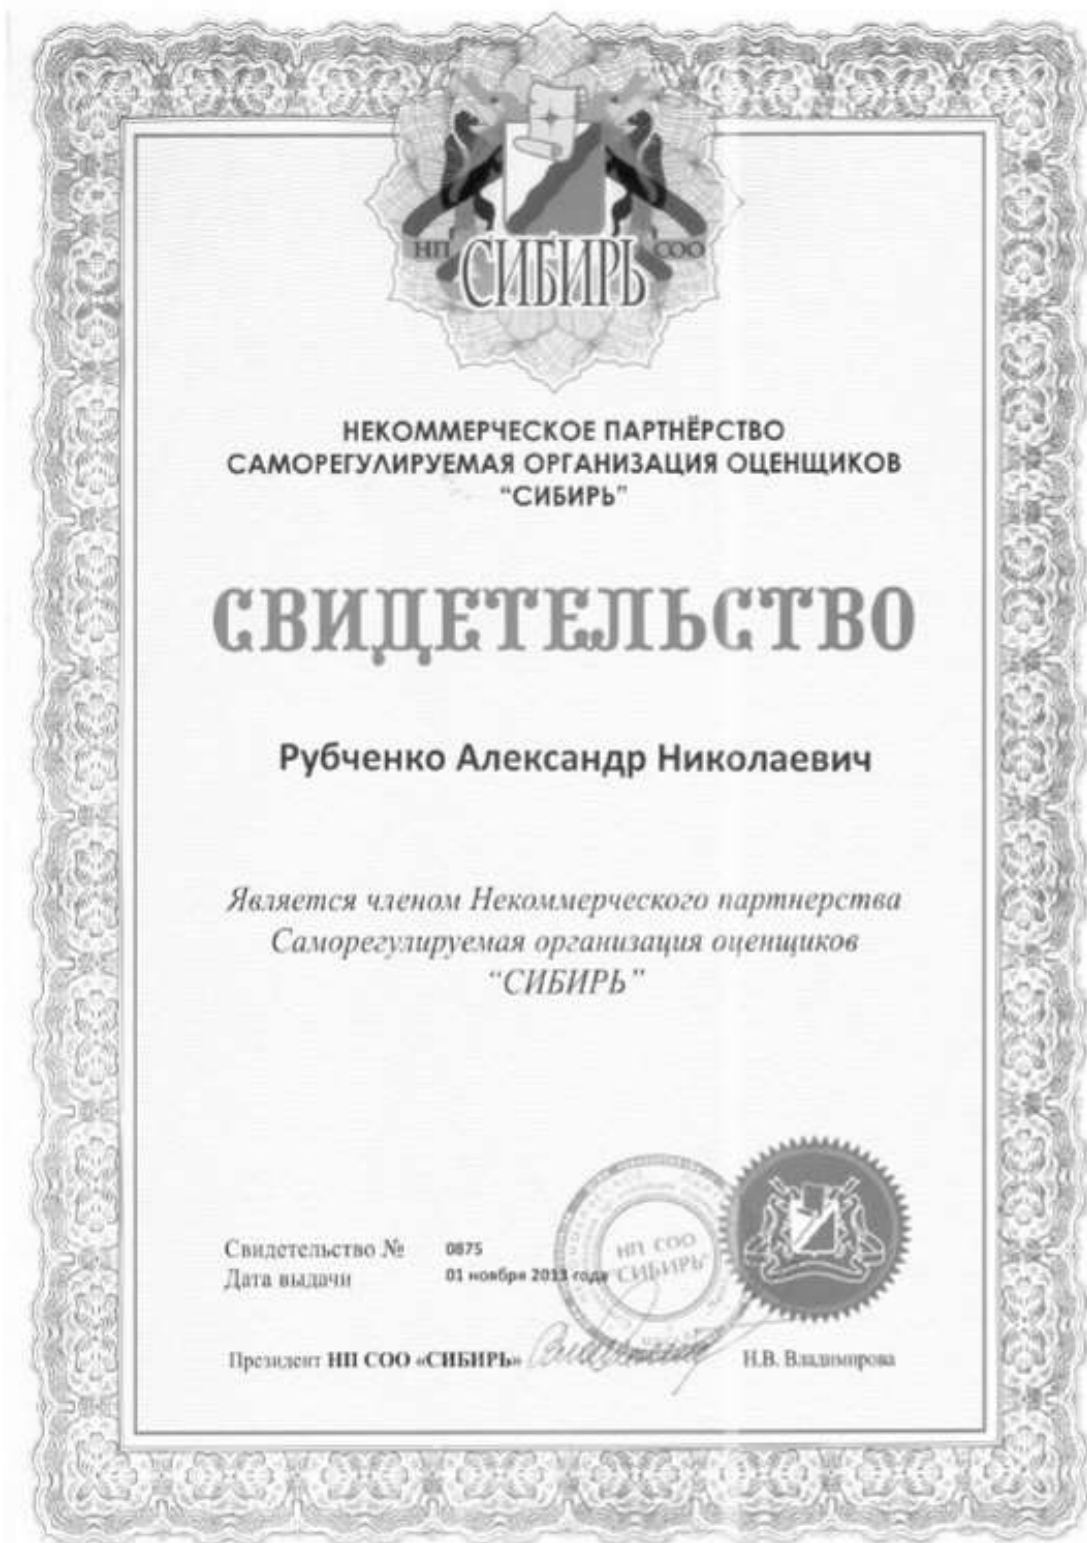 НП СОО
СИБИРЬ
НЕКОММЕРЧЕСКОЕ ПАРТНЁРСТВО
САМОРЕГУЛИРУЕМАЯ ОРГАНИЗАЦИЯ ОЦЕНЩИКОВ
“СИБИРЬ”
СВИДЕТЕЛЬСТВО
Рубченко Александр Николаевич
Является членом Некоммерческого партнерства
Саморегулируемая организация оценщиков
“СИБИРЬ”
Свидетельство № 0875
Дата выдачи 01 ноября 2013 года
НП СОО
"СИБИРЬ"
Президент НП СОО «СИБИРЬ» Н.В. Владимирова